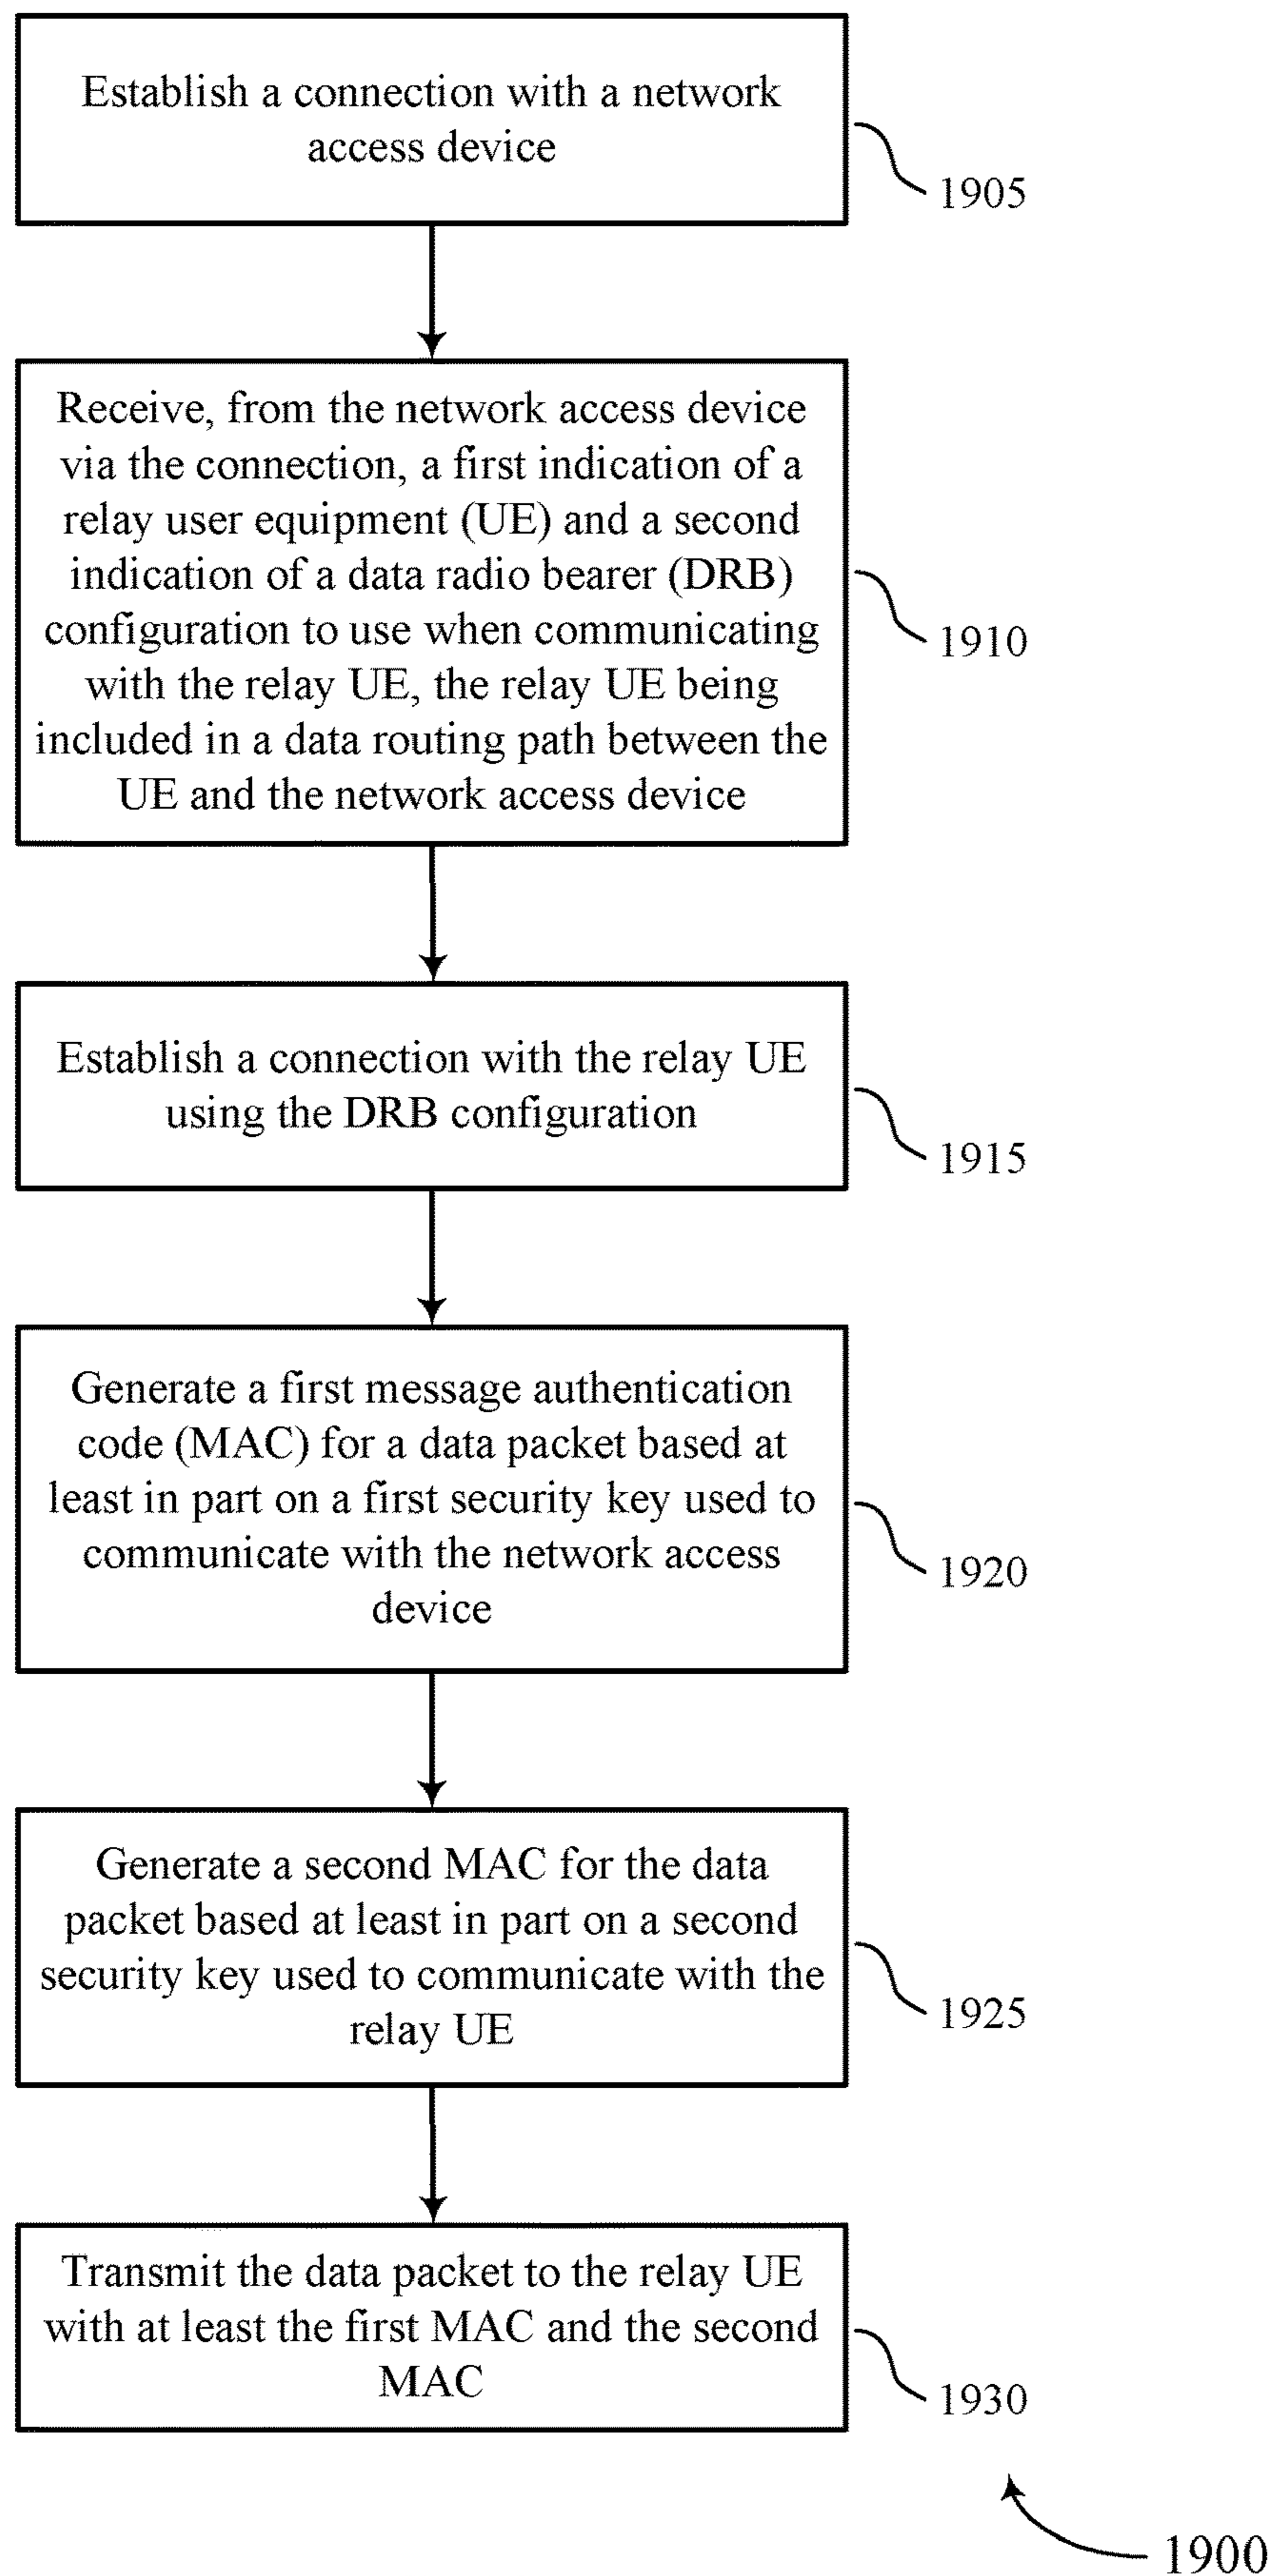 Establish a connection with a network
access device
1905
Receive, from the network access device
via the connection, a first indication of a
relay user equipment (UE) and a second
indication of a data radio bearer (DRB)
configuration to use when communicating
with the relay UE, the relay UE being
included in a data routing path between the
UE and the network access device
1910
Establish a connection with the relay UE
using the DRB configuration
1915
Generate a first message authentication
code (MAC) for a data packet based at
least in part on a first security key used to
communicate with the network access
device
1920
Generate a second MAC for the data
packet based at least in part on a second
security key used to communicate with the
relay UE
1925
Transmit the data packet to the relay UE
with at least the first MAC and the second
MAC
1930
1900